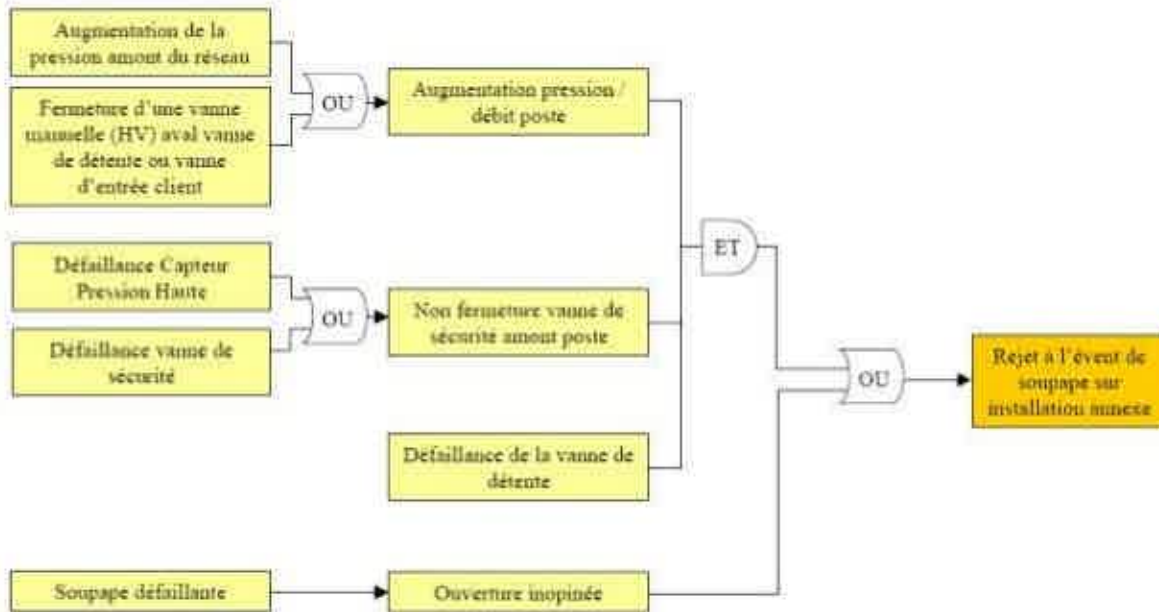 Augmentation de la
pression amont du réseau
OU
Augmentation pression /
débit poste
Fermeture d'une vanne
manuelle (HV) aval vanne
de détente ou vanne
d'entrée client
ET
Défaillance Capteur
Pression Haute
OU
Non fermeture vanne de
sécurité amont poste
Défaillance vanne de
sécurité
OU
Rejet à l'évent de
soupape sur
installation annexe
Défaillance de la vanne de
détente
Soupape défaillante
Ouverture inopinée